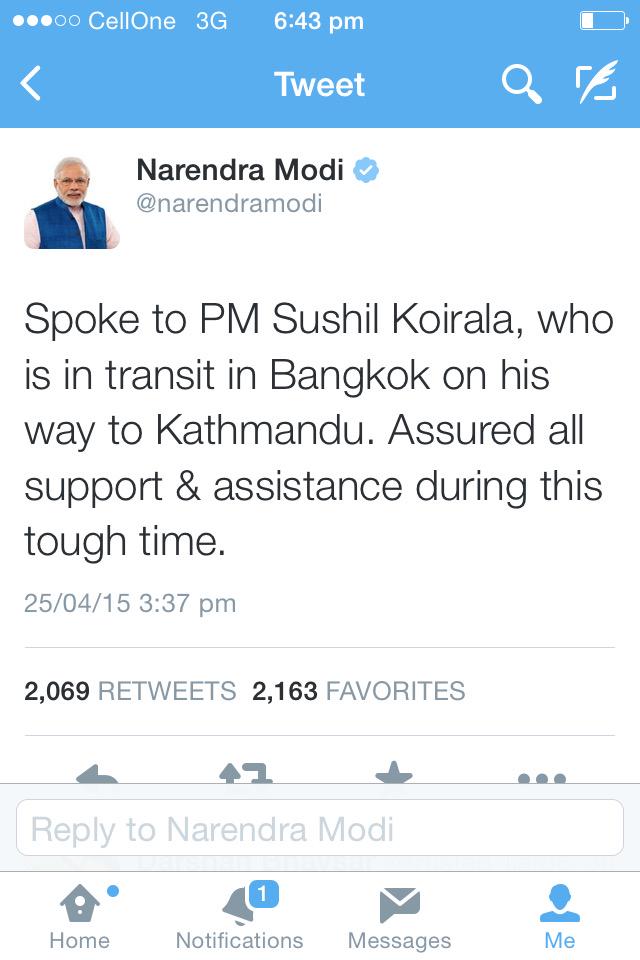 CellOne 3G 6:43 pm
Tweet
Narendra Modi
@narendramodi
Spoke to PM Sushil Koirala, who
is in transit in Bangkok on his
way to Kathmandu. Assured all
support & assistance during this
tough time.
25/04/15 3:37 pm
2,069 RETWEETS 2,163 FAVORITES
Reply to Narendra Modi
Darshan Bhavsar
1
Home Notifications Messages Me